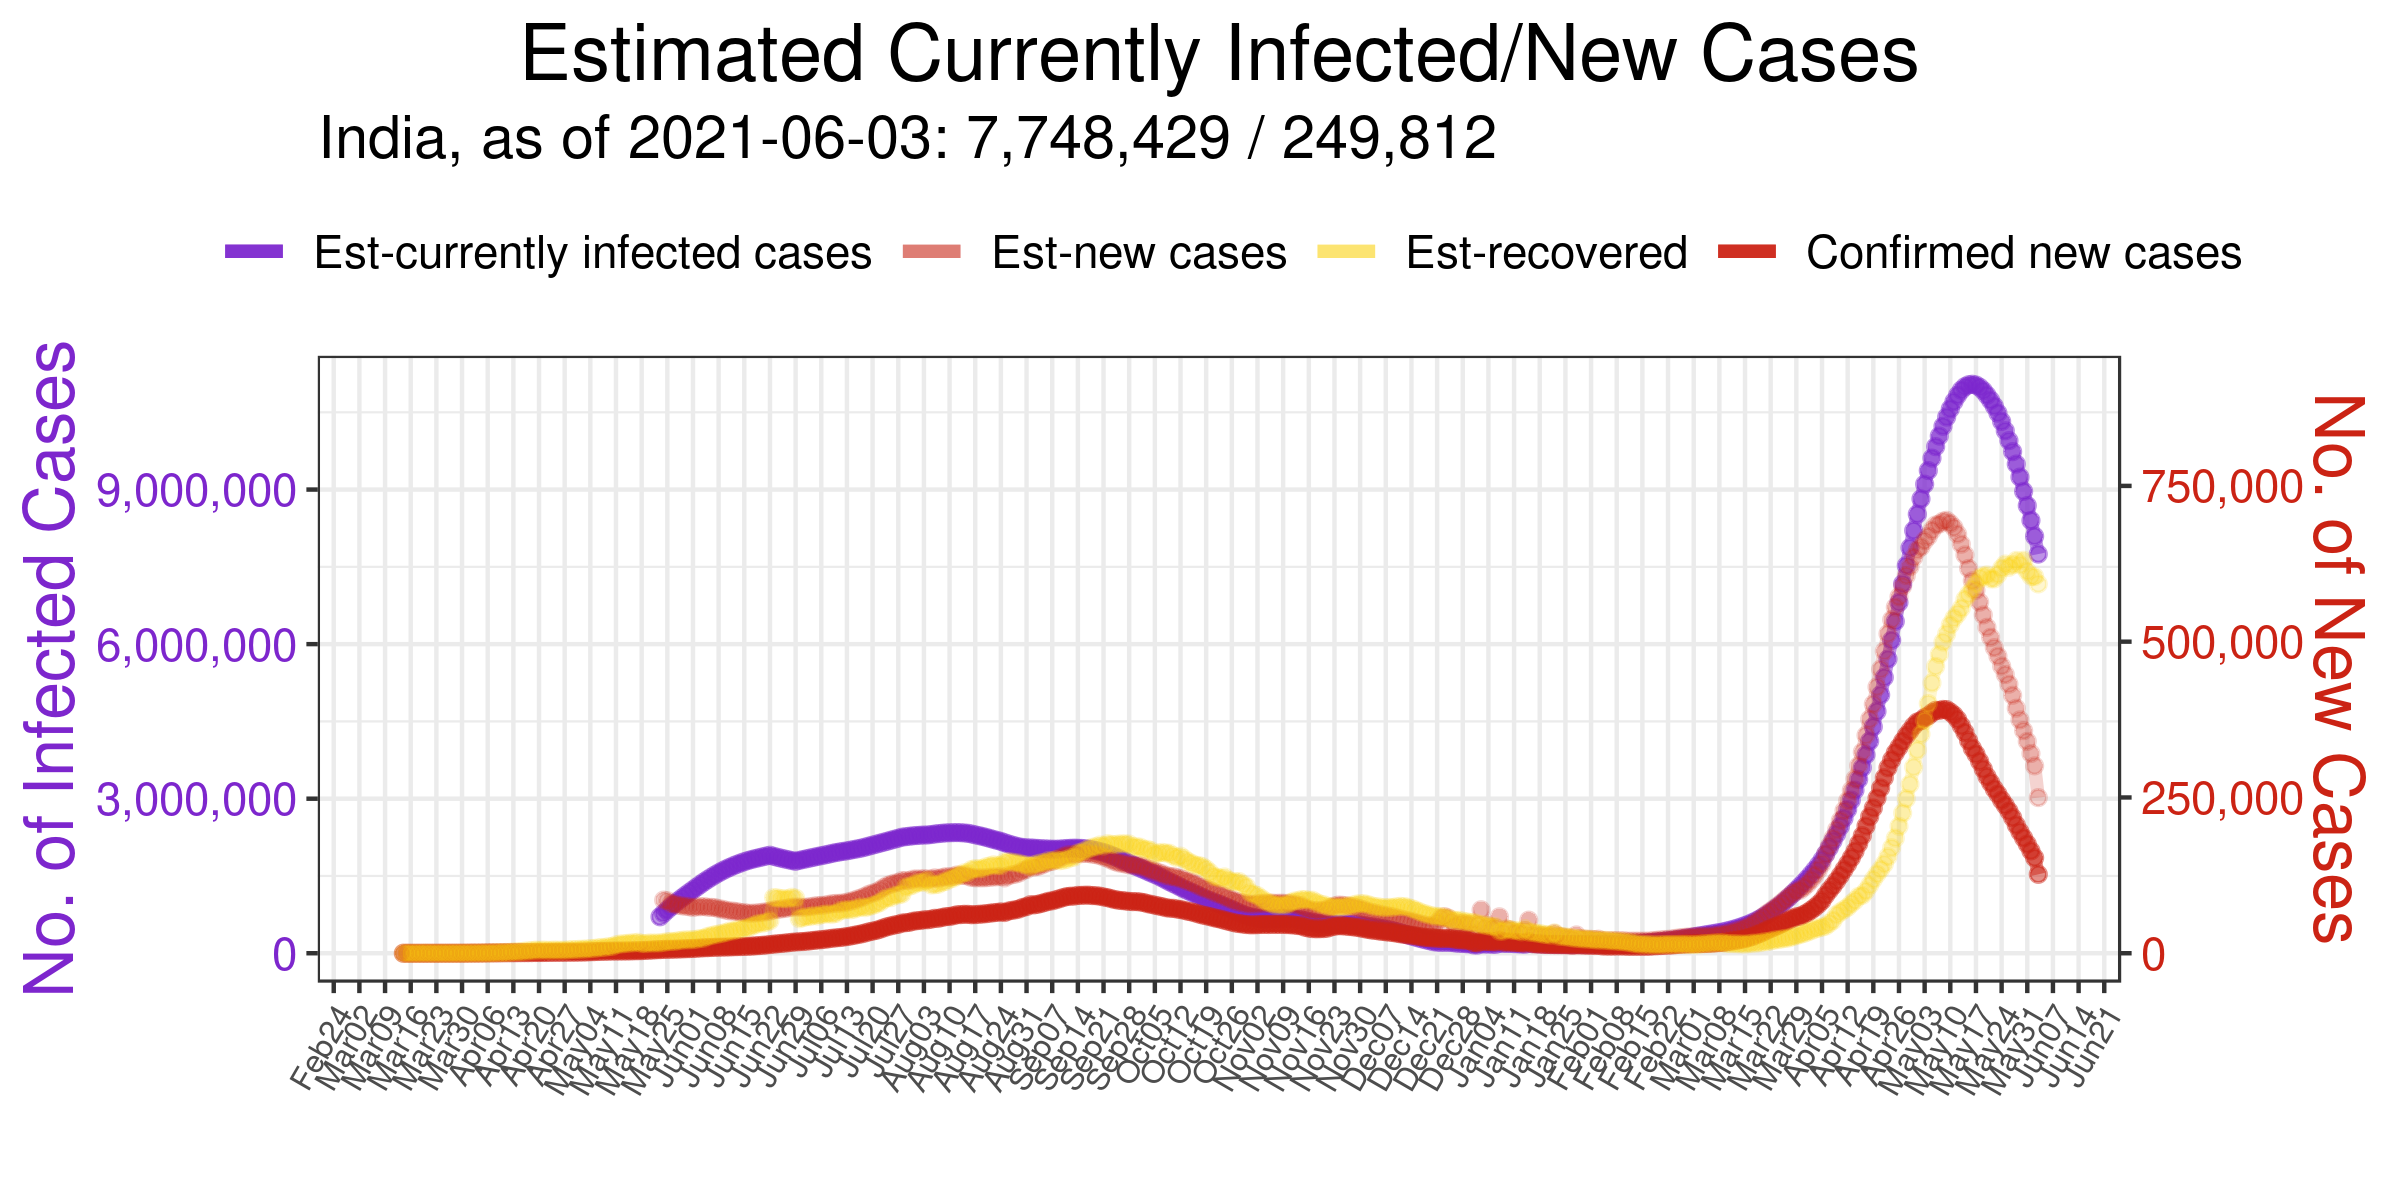 Estimated Currently Infected/New Cases
India, as of 2021-06-03: 7,748,429 / 249,812
Est-currently infected cases Est-new cases Est-recovered Confirmed new cases
No. of Infected Cases
9,000,000
6,000,000
3,000,000
0
750,000
500,000
250,000
0
No. of New Cases
Feb24
Mar02
Mar09
Mar16
Mar23
Mar30
Apr06
Apr13
Apr20
Apr27
May04
May11
May18
May25
Jun01
Jun08
Jun15
Jun22
Jun29
Jul06
Jul13
Jul20
Jul27
Aug03
Aug10
Aug17
Aug24
Aug31
Sep07
Sep14
Sep21
Sep28
Oct05
Oct12
Oct19
Oct26
Nov02
Nov09
Nov16
Nov23
Nov30
Dec07
Dec14
Dec21
Dec28
Jan04
Jan11
Jan18
Jan25
Feb01
Feb08
Feb15
Feb22
Mar01
Mar08
Mar15
Mar22
Mar29
Apr05
Apr12
Apr19
Apr26
May03
May10
May17
May24
May31
Jun07
Jun14
Jun21